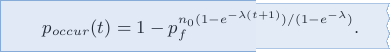 $p_{occur}(t) = 1 - p_f^{n_0(1-e^{-\lambda(t+1)})/(1-e^{-\lambda})}.$